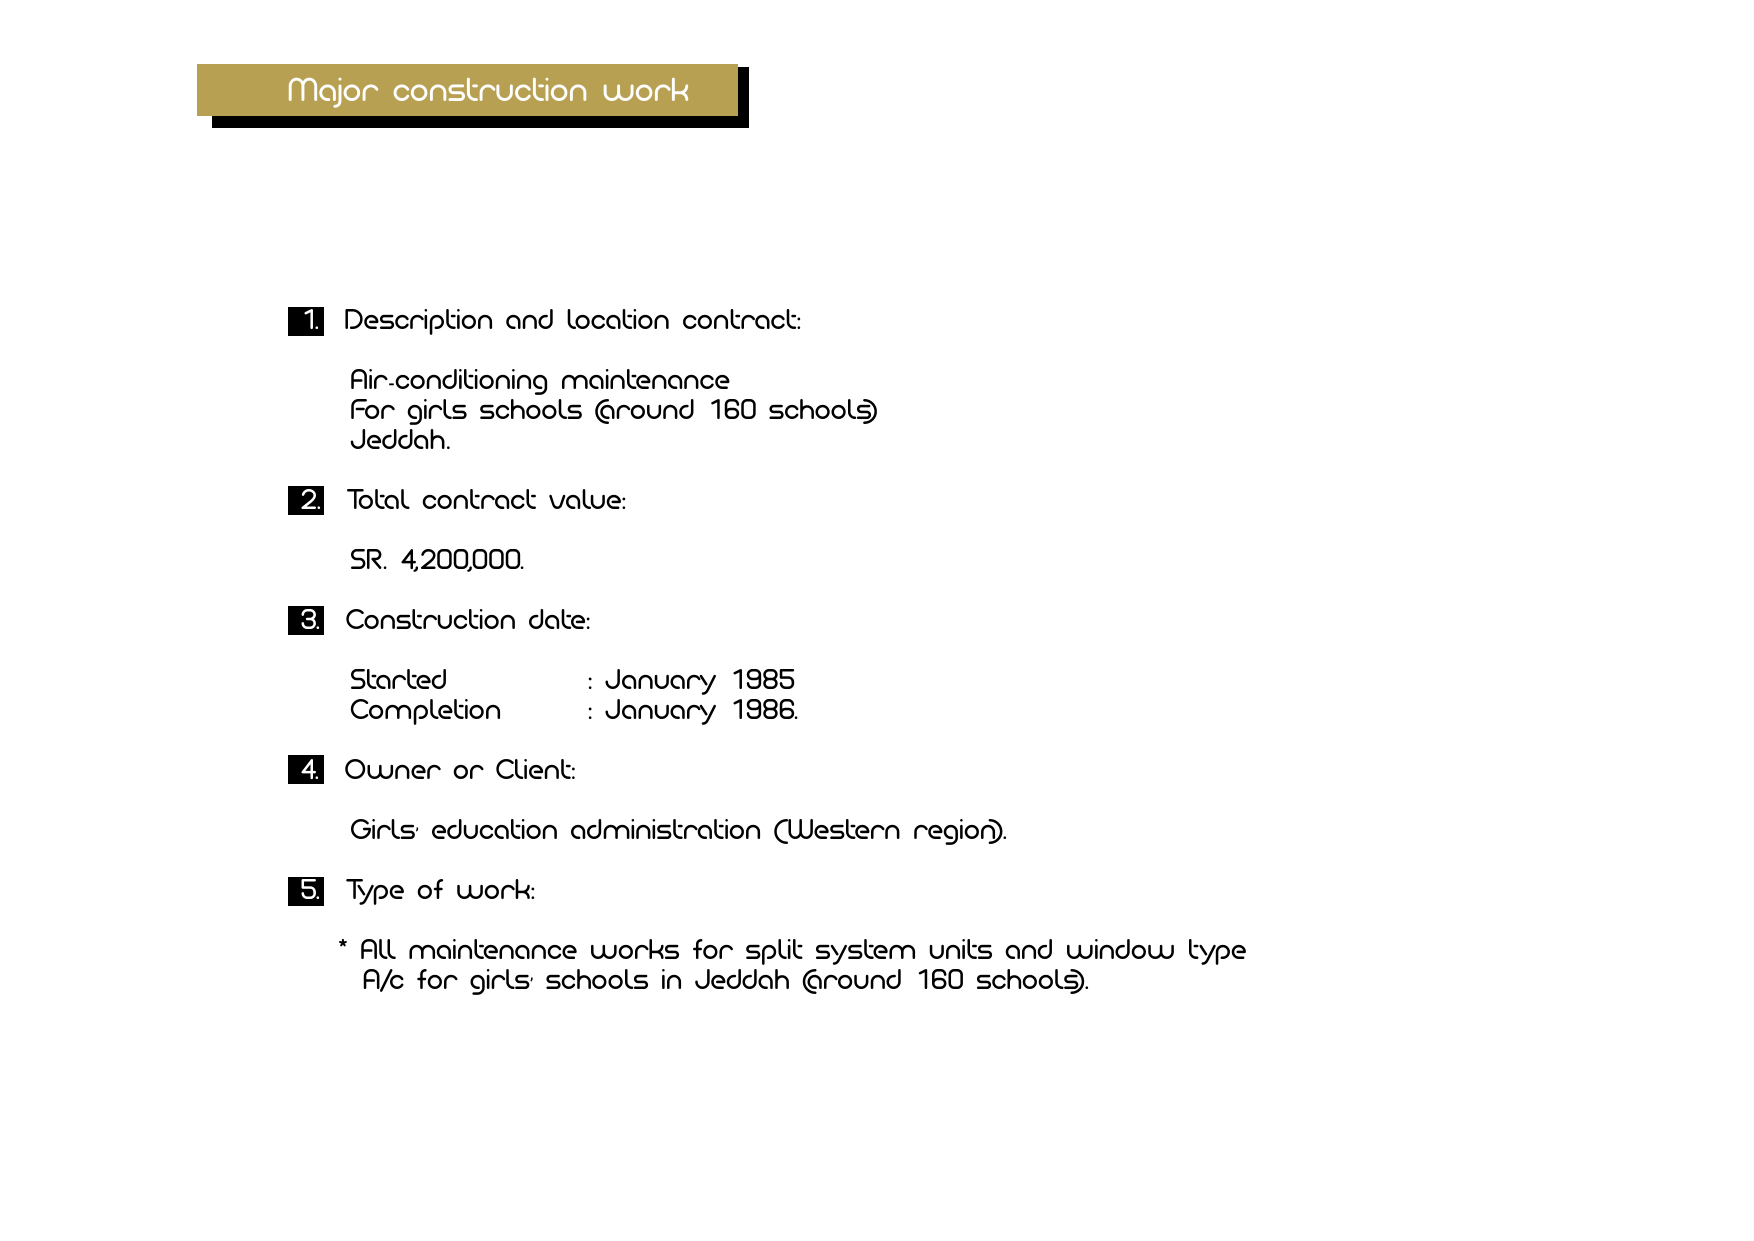 Major construction work
1. Description and location contract:
Air-conditioning maintenance
For girls schools (around 160 schools)
Jeddah.
2. Total contract value:
SR. 4,200,000.
3. Construction date:
Started : January 1985
Completion : January 1986.
4. Owner or Client:
Girls' education administration (Western region).
5. Type of work:
* All maintenance works for split system units and window type
A/c for girls' schools in Jeddah (around 160 schools).